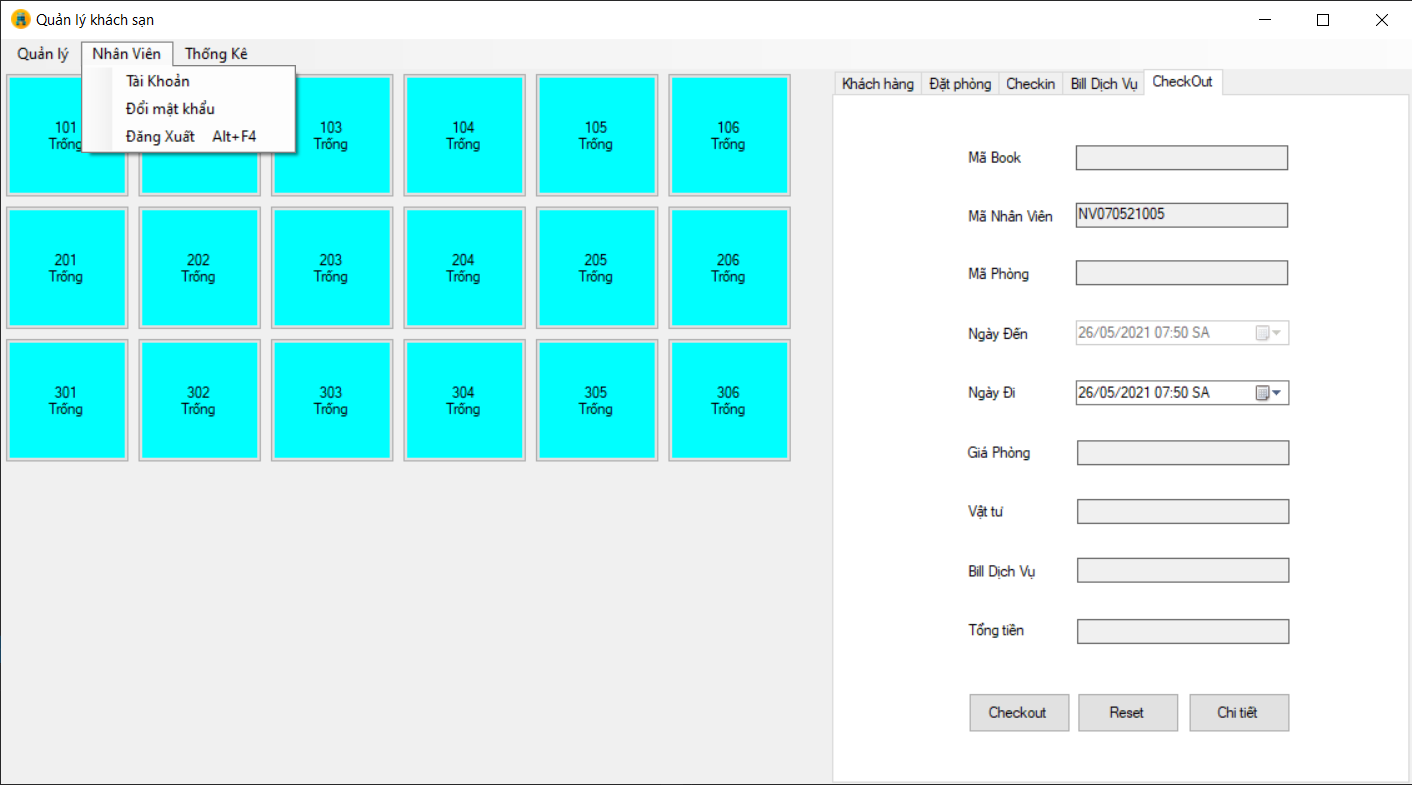 Quản lý khách sạn
Quản lý Nhân Viên Thống Kê
Tài Khoản
Đổi mật khẩu
Đăng Xuất Alt+F4
101 103 104 105 106
Trống Trống Trống Trống Trống
201 202 203 204 205 206
Trống Trống Trống Trống Trống Trống
301 302 303 304 305 306
Trống Trống Trống Trống Trống Trống
Khách hàng Đặt phòng Checkin Bill Dịch Vụ CheckOut
Mã Book
Mã Nhân Viên NV070521005
Mã Phòng
Ngày Đến 26/05/2021 07:50 SA
Ngày Đi 26/05/2021 07:50 SA
Giá Phòng
Vật tư
Bill Dịch Vụ
Tổng tiền
Checkout Reset Chi tiết